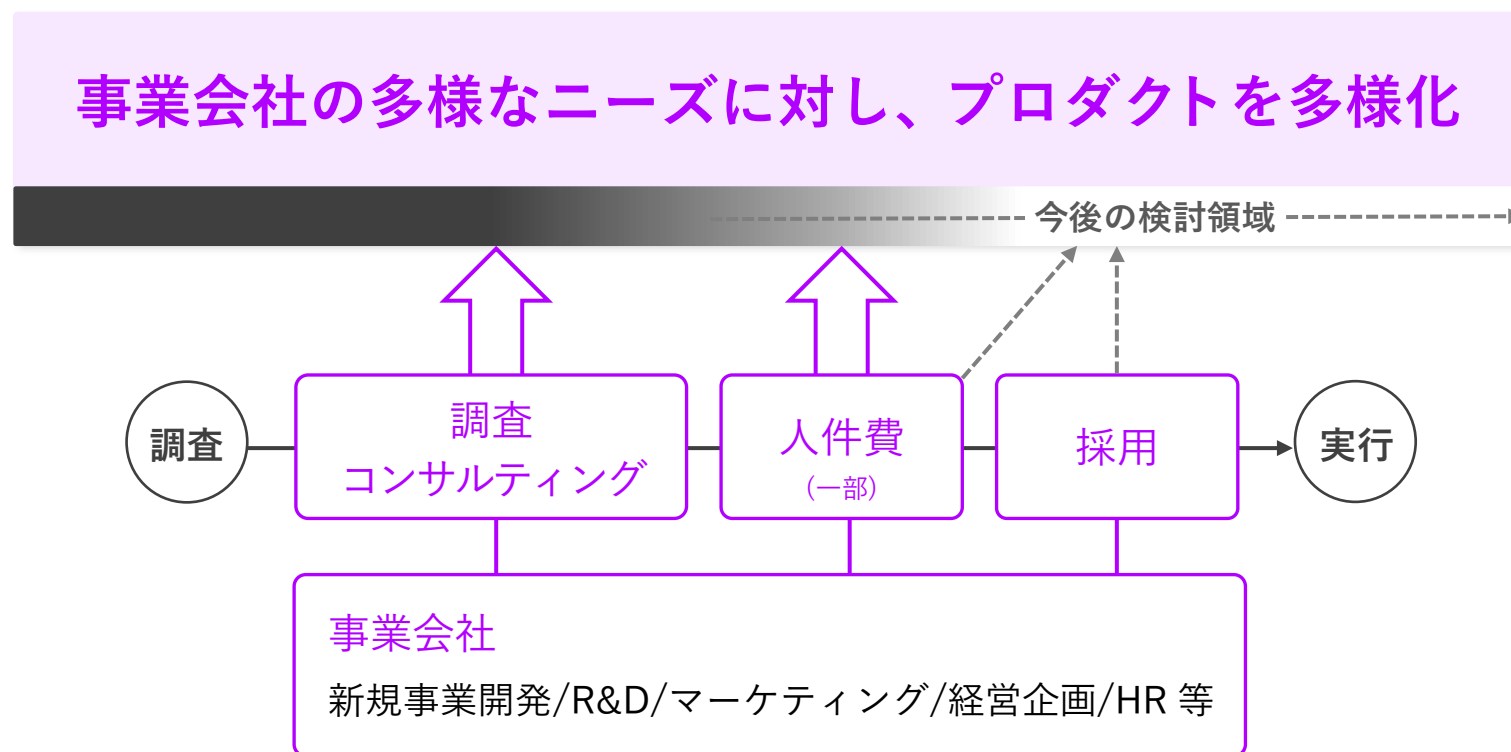 事業会社の多様なニーズに対し、プロダクトを多様化
今後の検討領域
調査
調査
コンサルティング
人件費
(一部)
採用
実行
事業会社
新規事業開発/R&D/マーケティング/経営企画/HR 等